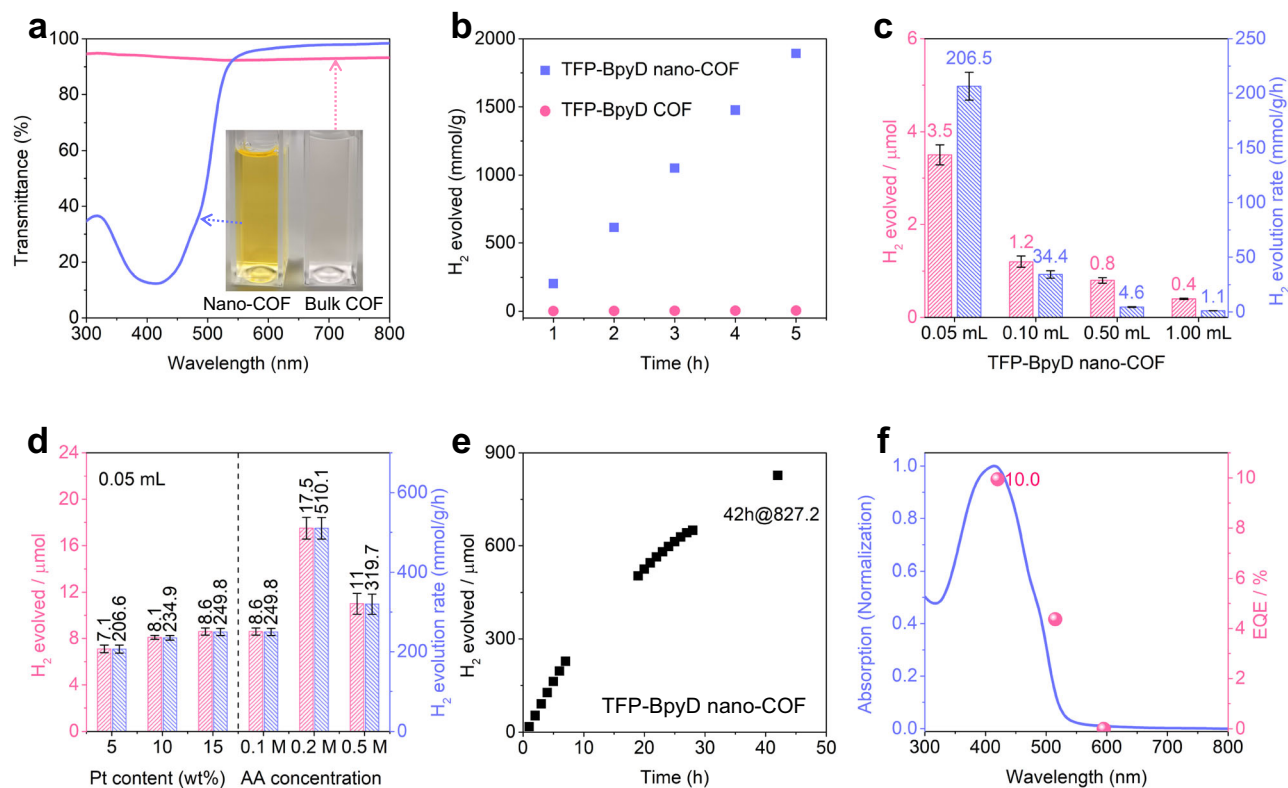 a
100
80
60
40
20
0
Transmittance (%)
Nano-COF
Bulk COF
300
400
500
600
700
800
Wavelength (nm)
b
2000
1750
1500
1250
1000
750
500
250
0
H₂ evolved (mmol/g)
TFP-BpyD nano-COF
TFP-BpyD COF
1
2
3
4
5
Time (h)
c
6
4
2
0
H₂ evolved / μmol
3.5
206.5
1.2
34.4
0.8
4.6
0.4
1.1
250
200
150
100
50
0
H₂ evolution rate (mmol/g/h)
0.05 mL
0.10 mL
0.50 mL
1.00 mL
TFP-BpyD nano-COF
d
24
20
16
12
8
4
0
H₂ evolved / μmol
0.05 mL
7.1
206.6
8.1
234.9
8.6
249.8
8.6
249.8
17.5
510.1
11
319.7
600
400
200
0
H₂ evolution rate (mmol/g/h)
5
10
15
0.1 M
0.2 M
0.5 M
Pt content (wt%)
AA concentration
e
900
600
300
0
H₂ evolved / μmol
42h@827.2
TFP-BpyD nano-COF
0
10
20
30
40
50
Time (h)
f
1.0
0.8
0.6
0.4
0.2
0.0
Absorption (Normalization)
10.0
10
8
6
4
2
0
EQE / %
300
400
500
600
700
800
Wavelength (nm)